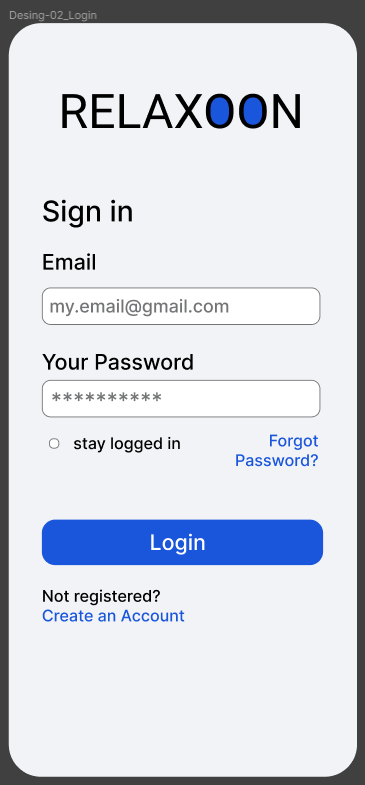 Desing-02_Login
RELAXOON
Sign in
Email
my.email@gmail.com
Your Password
**********
stay logged in
Forgot
Password?
Login
Not registered?
Create an Account